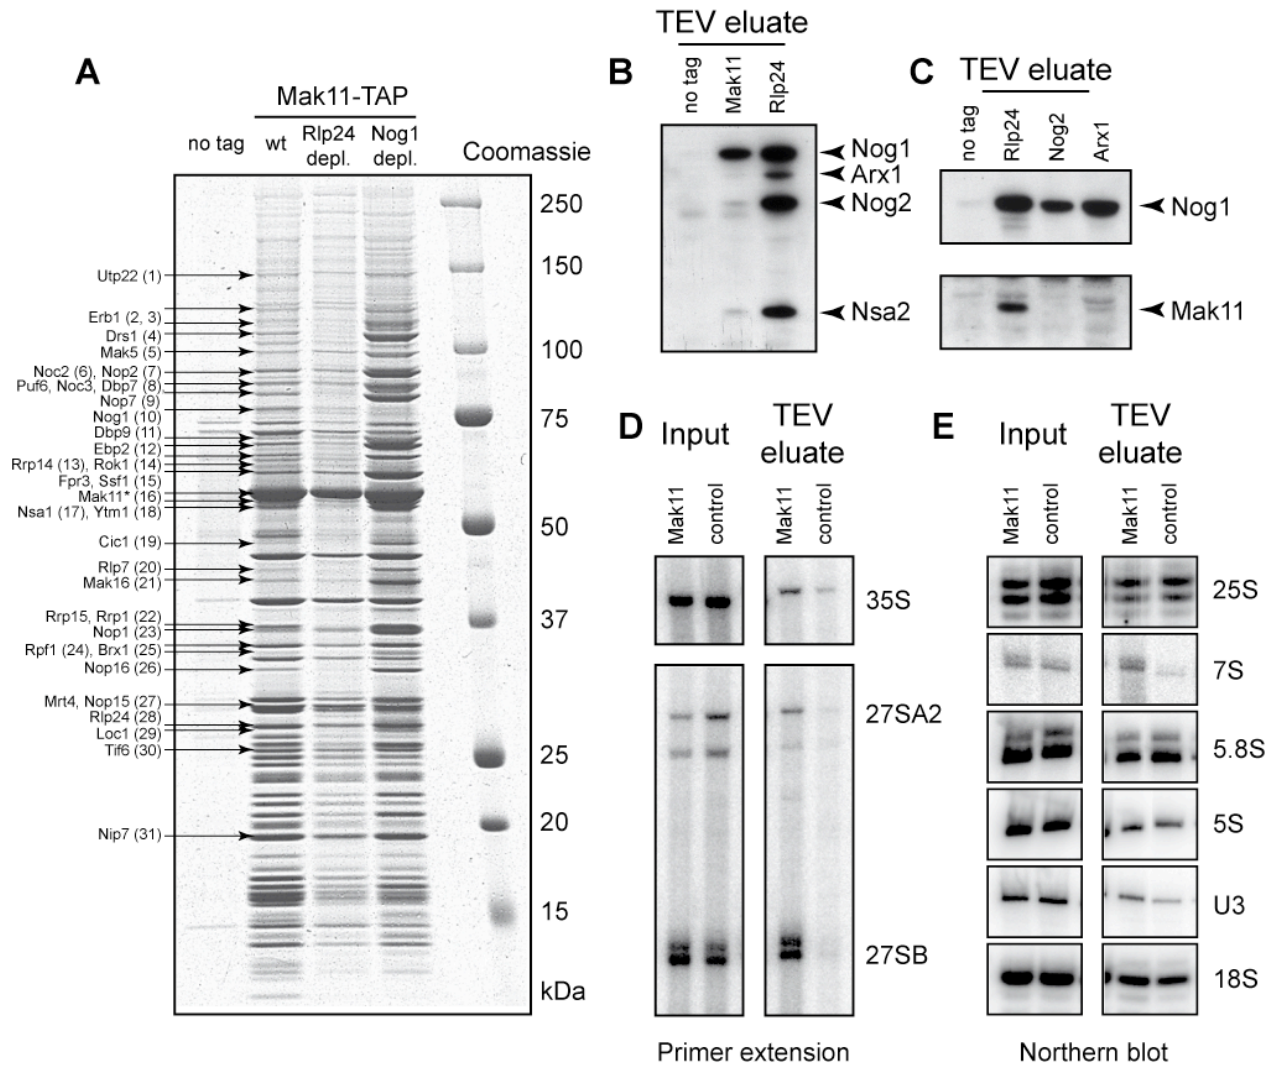 A
Mak11-TAP
no tag
wt
Rlp24
depl.
Nog1
depl.
Coomassie
250
150
100
75
50
37
25
20
15
kDa
Utp22 (1)
Erb1 (2, 3)
Drs1 (4)
Mak5 (5)
Noc2 (6), Nop2 (7)
Puf6, Noc3, Dbp7 (8)
Nop7 (9)
Nog1 (10)
Dbp9 (11)
Ebp2 (12)
Rrp14 (13), Rok1 (14)
Fpr3, Ssf1 (15)
Mak11* (16)
Nsa1 (17), Ytm1 (18)
Cic1 (19)
Rlp7 (20)
Mak16 (21)
Rrp15, Rrp1 (22)
Nop1 (23)
Rpf1 (24), Brx1 (25)
Nop16 (26)
Mrt4, Nop15 (27)
Rlp24 (28)
Loc1 (29)
Tif6 (30)
Nip7 (31)
B
TEV eluate
no tag
Mak11
Rlp24
Nog1
Arx1
Nog2
Nsa2
C
TEV eluate
no tag
Rlp24
Nog2
Arx1
Nog1
Mak11
D
Input
TEV
eluate
Mak11
control
Mak11
control
35S
27SA2
27SB
Primer extension
E
Input
TEV
eluate
Mak11
control
Mak11
control
25S
7S
5.8S
5S
U3
18S
Northern blot